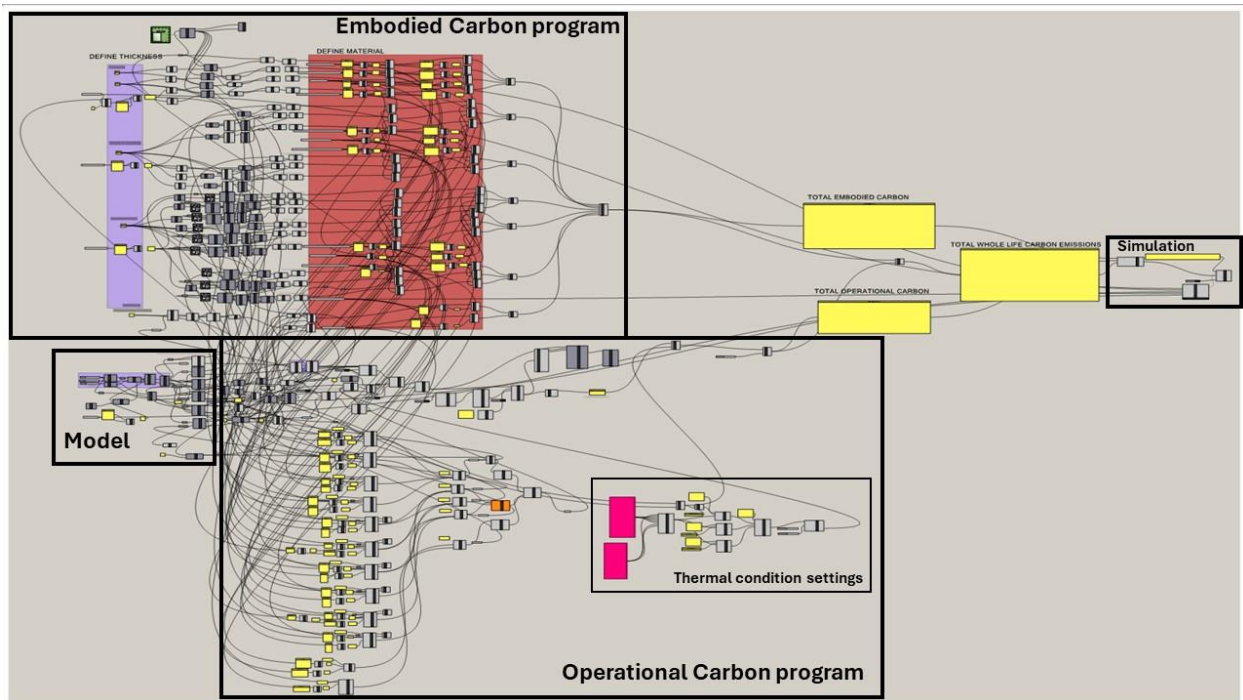 Embodied Carbon program
DEFINE THICKNESS
DEFINE MATERIAL
TOTAL EMBODIED CARBON
TOTAL WHOLE LIFE CARBON EMISSIONS
Simulation
TOTAL OPERATIONAL CARBON
Model
Thermal condition settings
Operational Carbon program